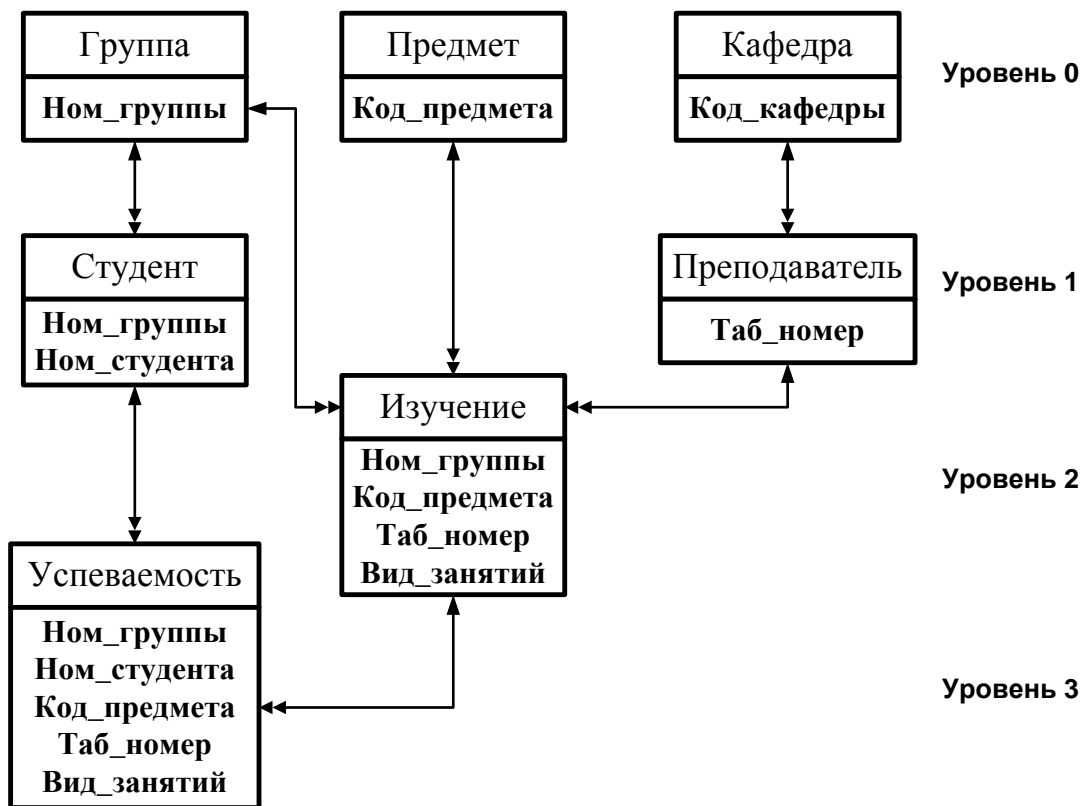 Группа
Ном_группы
Предмет
Код_предмета
Кафедра
Код_кафедры
Уровень 0
Студент
Ном_группы
Ном_студента
Преподаватель
Таб_номер
Уровень 1
Изучение
Ном_группы
Код_предмета
Таб_номер
Вид_занятий
Уровень 2
Успеваемость
Ном_группы
Ном_студента
Код_предмета
Таб_номер
Вид_занятий
Уровень 3